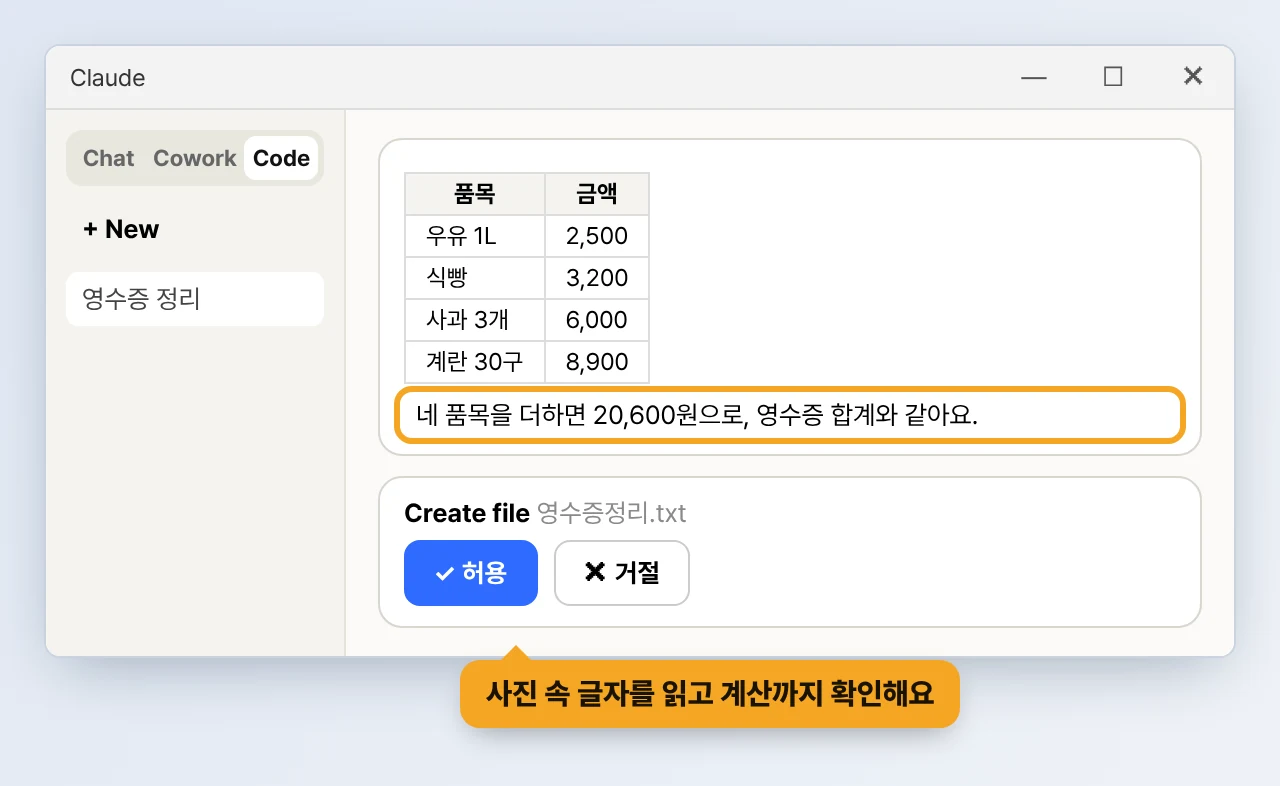 Claude
Chat Cowork Code
+ New
영수증 정리
품목 금액
우유 1L 2,500
식빵 3,200
사과 3개 6,000
계란 30구 8,900
네 품목을 더하면 20,600원으로, 영수증 합계와 같아요.
Create file 영수증정리.txt
✓ 허용 ✕ 거절
사진 속 글자를 읽고 계산까지 확인해요